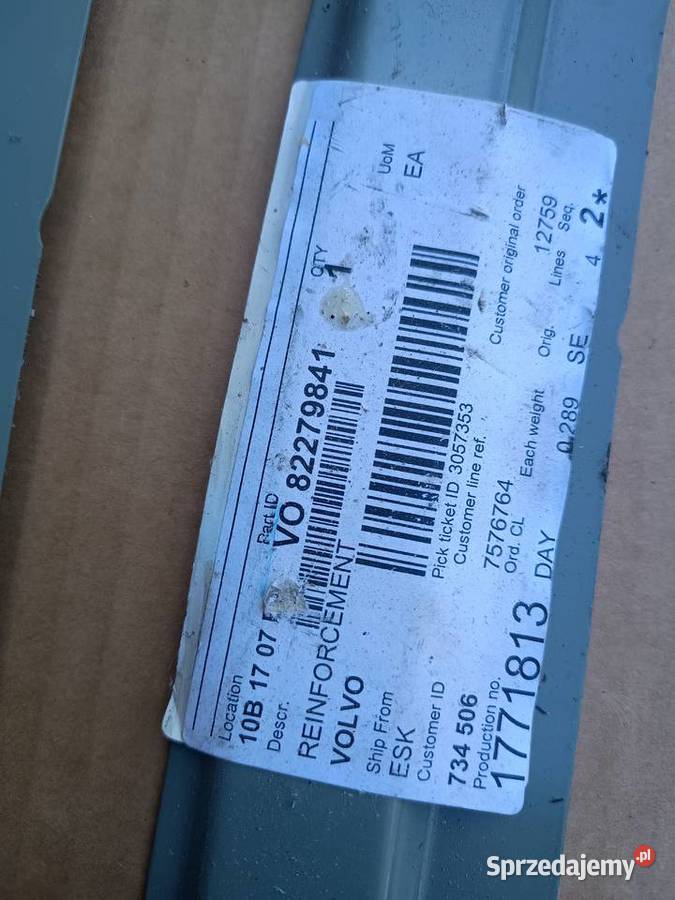 Location Part ID QTY UoM
10B 17 07 VO 82279841 1 EA
Descr.
REINFORCEMENT
VOLVO
Ship From
ESK
Customer ID Pick ticket ID 3057353 Customer original order
734 506 Customer line ref.
Production no. 7576764 Orig. Lines 12759
1771813 Ord. CL Each weight Seq.
DAY 0.289 SE 4 2*
Sprzedajemy.pl